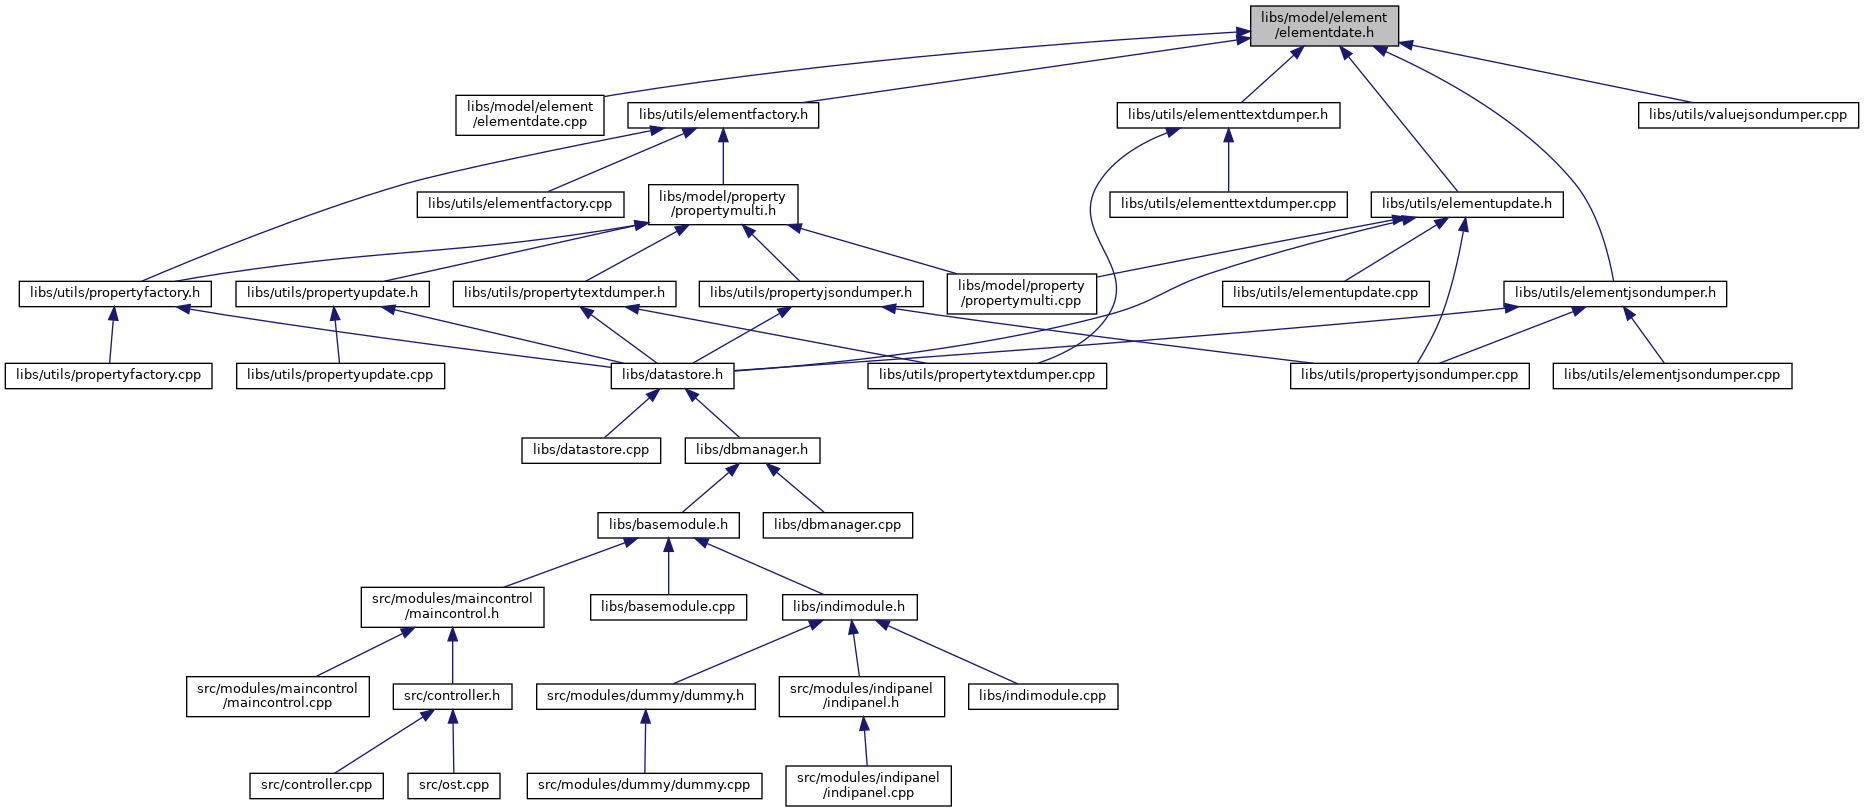 libs/model/element
/elementdate.h
libs/model/element
/elementdate.cpp
libs/utils/elementfactory.h
libs/utils/elementtextdumper.h
libs/utils/valuejsondumper.cpp
libs/utils/elementfactory.cpp
libs/model/property
/propertymulti.h
libs/utils/elementtextdumper.cpp
libs/utils/elementupdate.h
libs/utils/propertyfactory.h
libs/utils/propertyupdate.h
libs/utils/propertytextdumper.h
libs/utils/propertyjsondumper.h
libs/model/property
/propertymulti.cpp
libs/utils/elementupdate.cpp
libs/utils/elementjsondumper.h
libs/utils/propertyfactory.cpp
libs/utils/propertyupdate.cpp
libs/datastore.h
libs/utils/propertytextdumper.cpp
libs/utils/propertyjsondumper.cpp
libs/utils/elementjsondumper.cpp
libs/datastore.cpp
libs/dbmanager.h
libs/basemodule.h
libs/dbmanager.cpp
src/modules/maincontrol
/maincontrol.h
libs/basemodule.cpp
libs/indimodule.h
src/modules/maincontrol
/maincontrol.cpp
src/controller.h
src/modules/dummy/dummy.h
src/modules/indipanel
/indipanel.h
libs/indimodule.cpp
src/controller.cpp
src/ost.cpp
src/modules/dummy/dummy.cpp
src/modules/indipanel
/indipanel.cpp